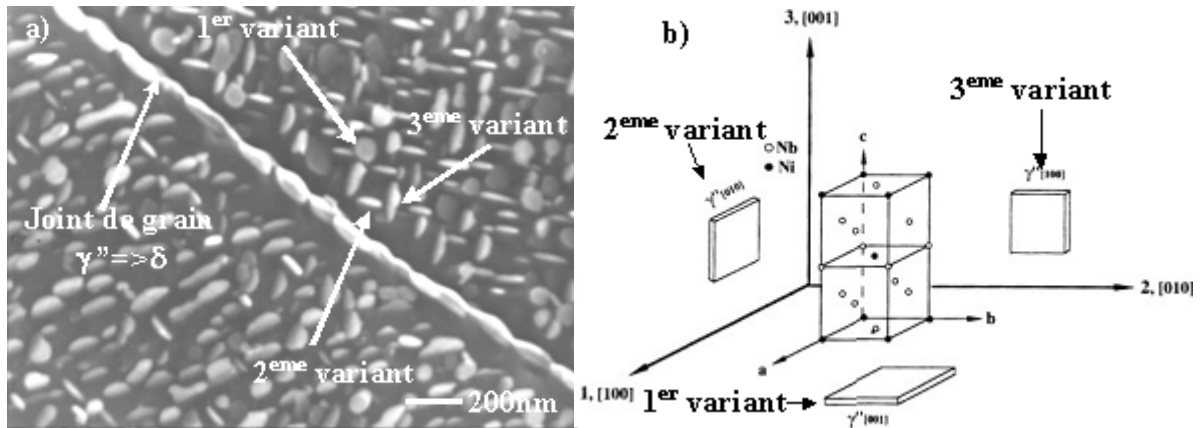 a)
1er variant
3eme variant
Joint de grain
γ"=>δ
2eme variant
200nm
b)
3, [001]
3eme variant
2eme variant
c
Nb
Ni
γ"[010]
γ"[100]
2, [010]
b
a
1, [100]
1er variant
γ"[001]